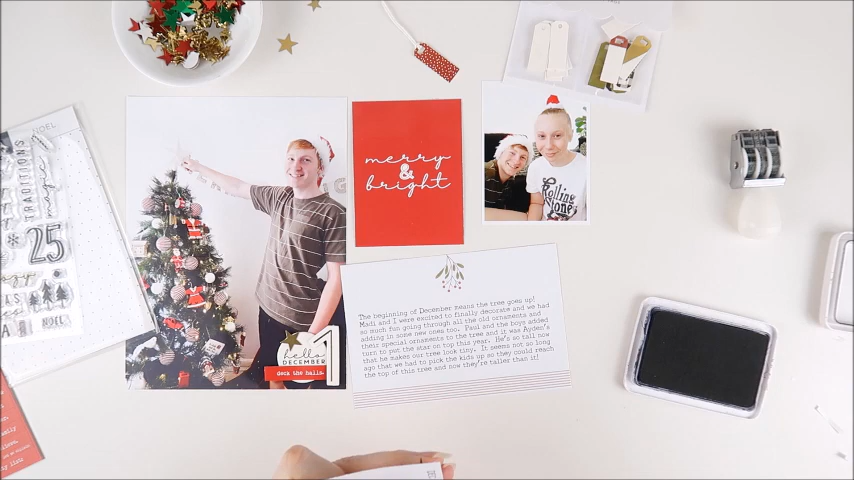 NOEL
TRADITIONS
magic
25
merry
&
bright
Rolling
Stone
hello
DECEMBER
deck the halls.
1
The beginning of December means the tree goes up!
Madi and I were excited to finally decorate and we had
so much fun going through all the old ornaments and
adding in some new ones too. Paul and the boys added
their special ornaments to the tree and it was Ayden's
turn to put the star on top this year. He's so tall now
that he makes our tree look tiny. It seems not so long
ago that we had to pick the kids up so they could reach
the top of this tree and now they're taller than it!